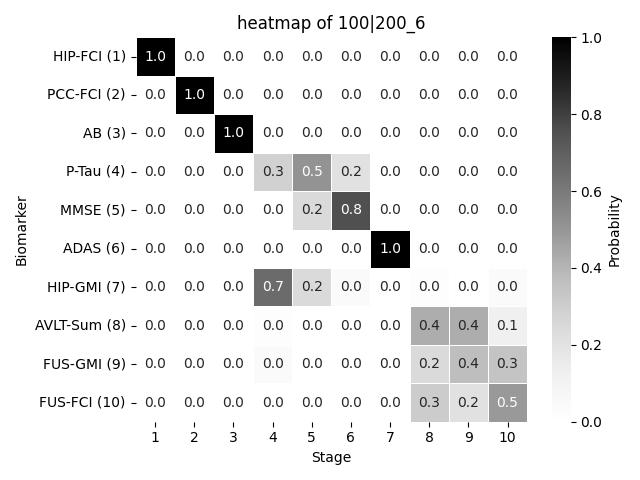 heatmap of 100|200_6
HIP-FCI (1) 1.0 0.0 0.0 0.0 0.0 0.0 0.0 0.0 0.0 0.0
PCC-FCI (2) 0.0 1.0 0.0 0.0 0.0 0.0 0.0 0.0 0.0 0.0
AB (3) 0.0 0.0 1.0 0.0 0.0 0.0 0.0 0.0 0.0 0.0
P-Tau (4) 0.0 0.0 0.0 0.3 0.5 0.2 0.0 0.0 0.0 0.0
MMSE (5) 0.0 0.0 0.0 0.0 0.2 0.8 0.0 0.0 0.0 0.0
ADAS (6) 0.0 0.0 0.0 0.0 0.0 0.0 1.0 0.0 0.0 0.0
HIP-GMI (7) 0.0 0.0 0.0 0.7 0.2 0.0 0.0 0.0 0.0 0.0
AVLT-Sum (8) 0.0 0.0 0.0 0.0 0.0 0.0 0.0 0.4 0.4 0.1
FUS-GMI (9) 0.0 0.0 0.0 0.0 0.0 0.0 0.0 0.2 0.4 0.3
FUS-FCI (10) 0.0 0.0 0.0 0.0 0.0 0.0 0.0 0.3 0.2 0.5
1 2 3 4 5 6 7 8 9 10
Stage
Biomarker
1.0
0.8
0.6
0.4
0.2
0.0
Probability